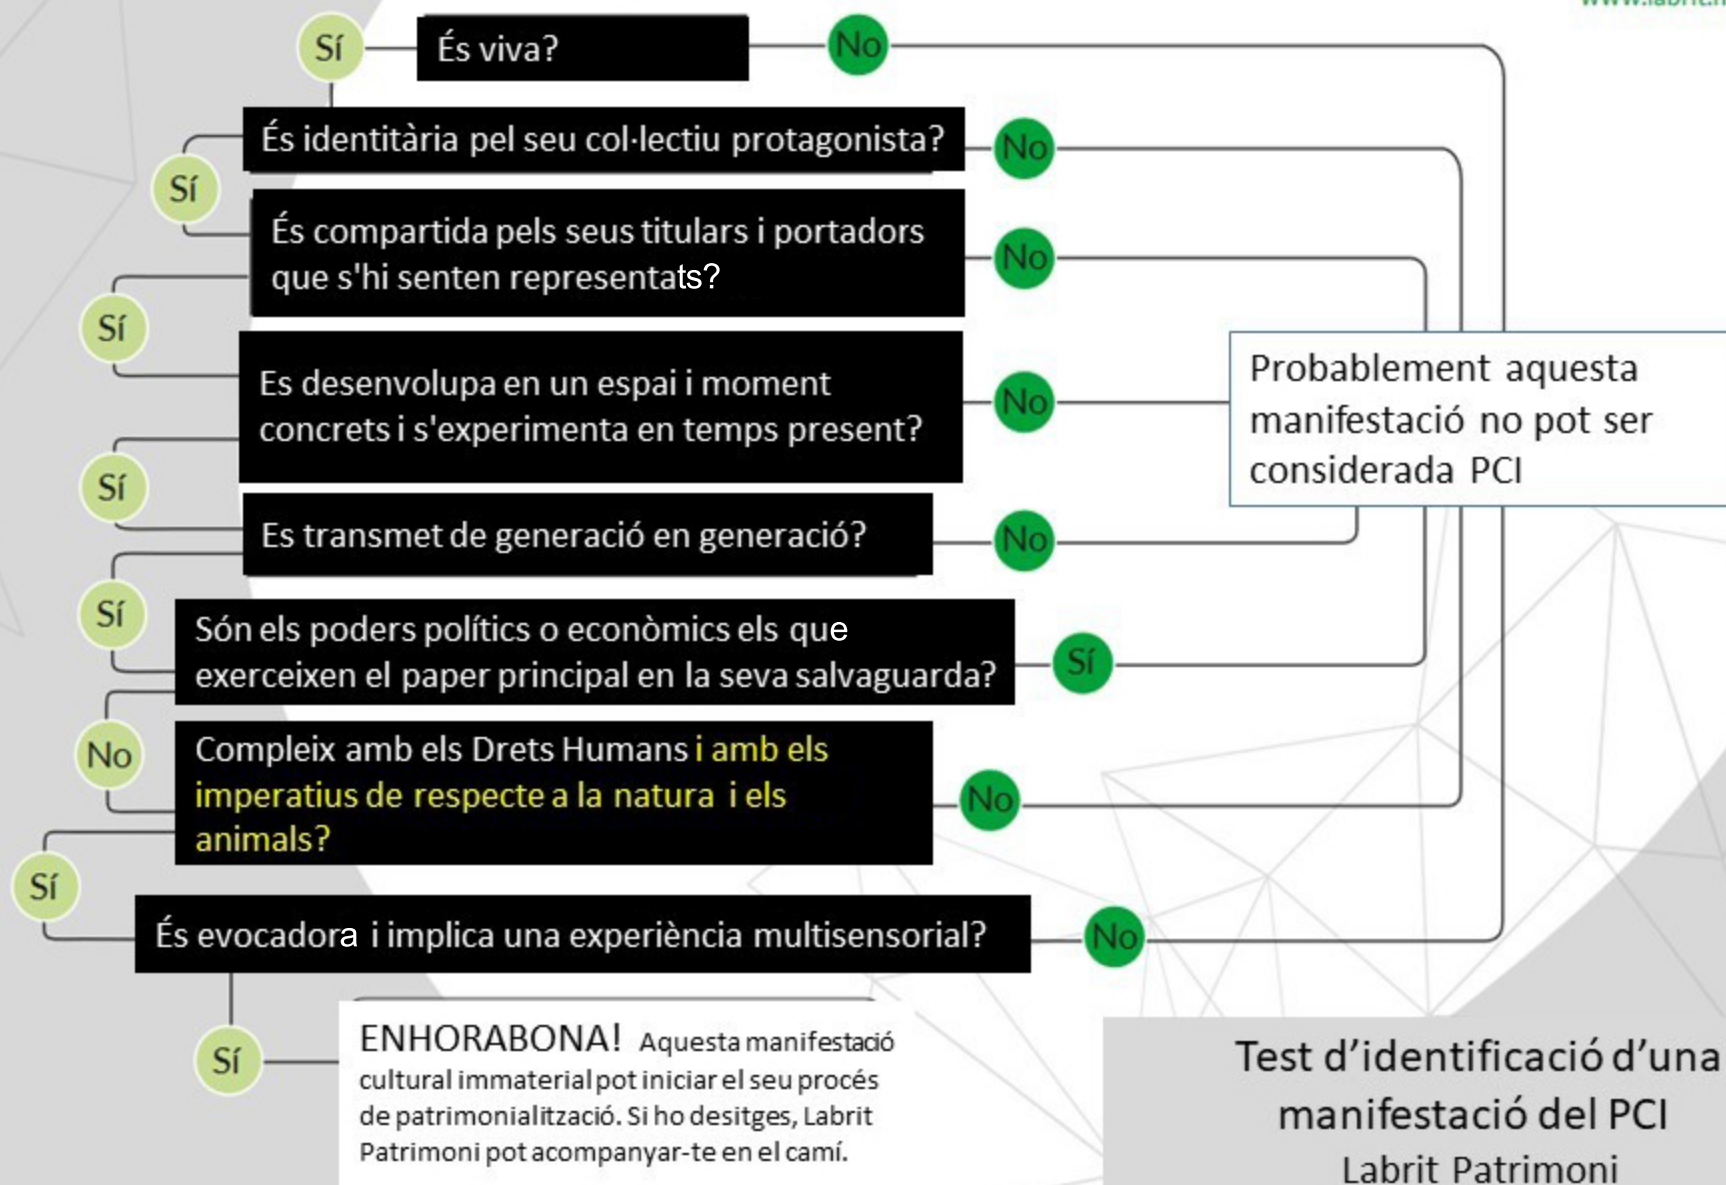 Sí
És viva?
No
És identitària pel seu col·lectiu protagonista?
No
Sí
És compartida pels seus titulars i portadors
que s'hi senten representats?
No
Sí
Es desenvolupa en un espai i moment
concrets i s'experimenta en temps present?
No
Probablement aquesta
manifestació no pot ser
considerada PCI
Sí
Es transmet de generació en generació?
No
Sí
Són els poders polítics o econòmics els que
exerceixen el paper principal en la seva salvaguarda?
Sí
No
Compleix amb els Drets Humans i amb els
imperatius de respecte a la natura i els
animals?
No
Sí
És evocadora i implica una experiència multisensorial?
No
Sí
ENHORABONA! Aquesta manifestació
cultural immaterial pot iniciar el seu procés
de patrimonialització. Si ho desitges, Labrit
Patrimoni pot acompanyar-te en el camí.
Test d’identificació d’una
manifestació del PCI
Labrit Patrimoni